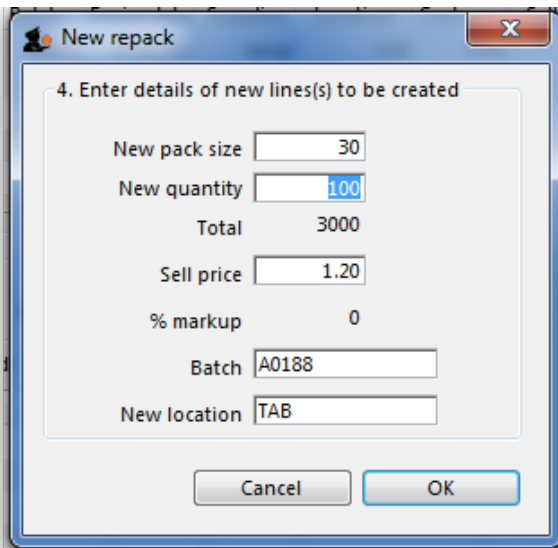 New repack
4. Enter details of new lines(s) to be created
New pack size 30
New quantity 100
Total 3000
Sell price 1.20
% markup 0
Batch A0188
New location TAB
Cancel OK